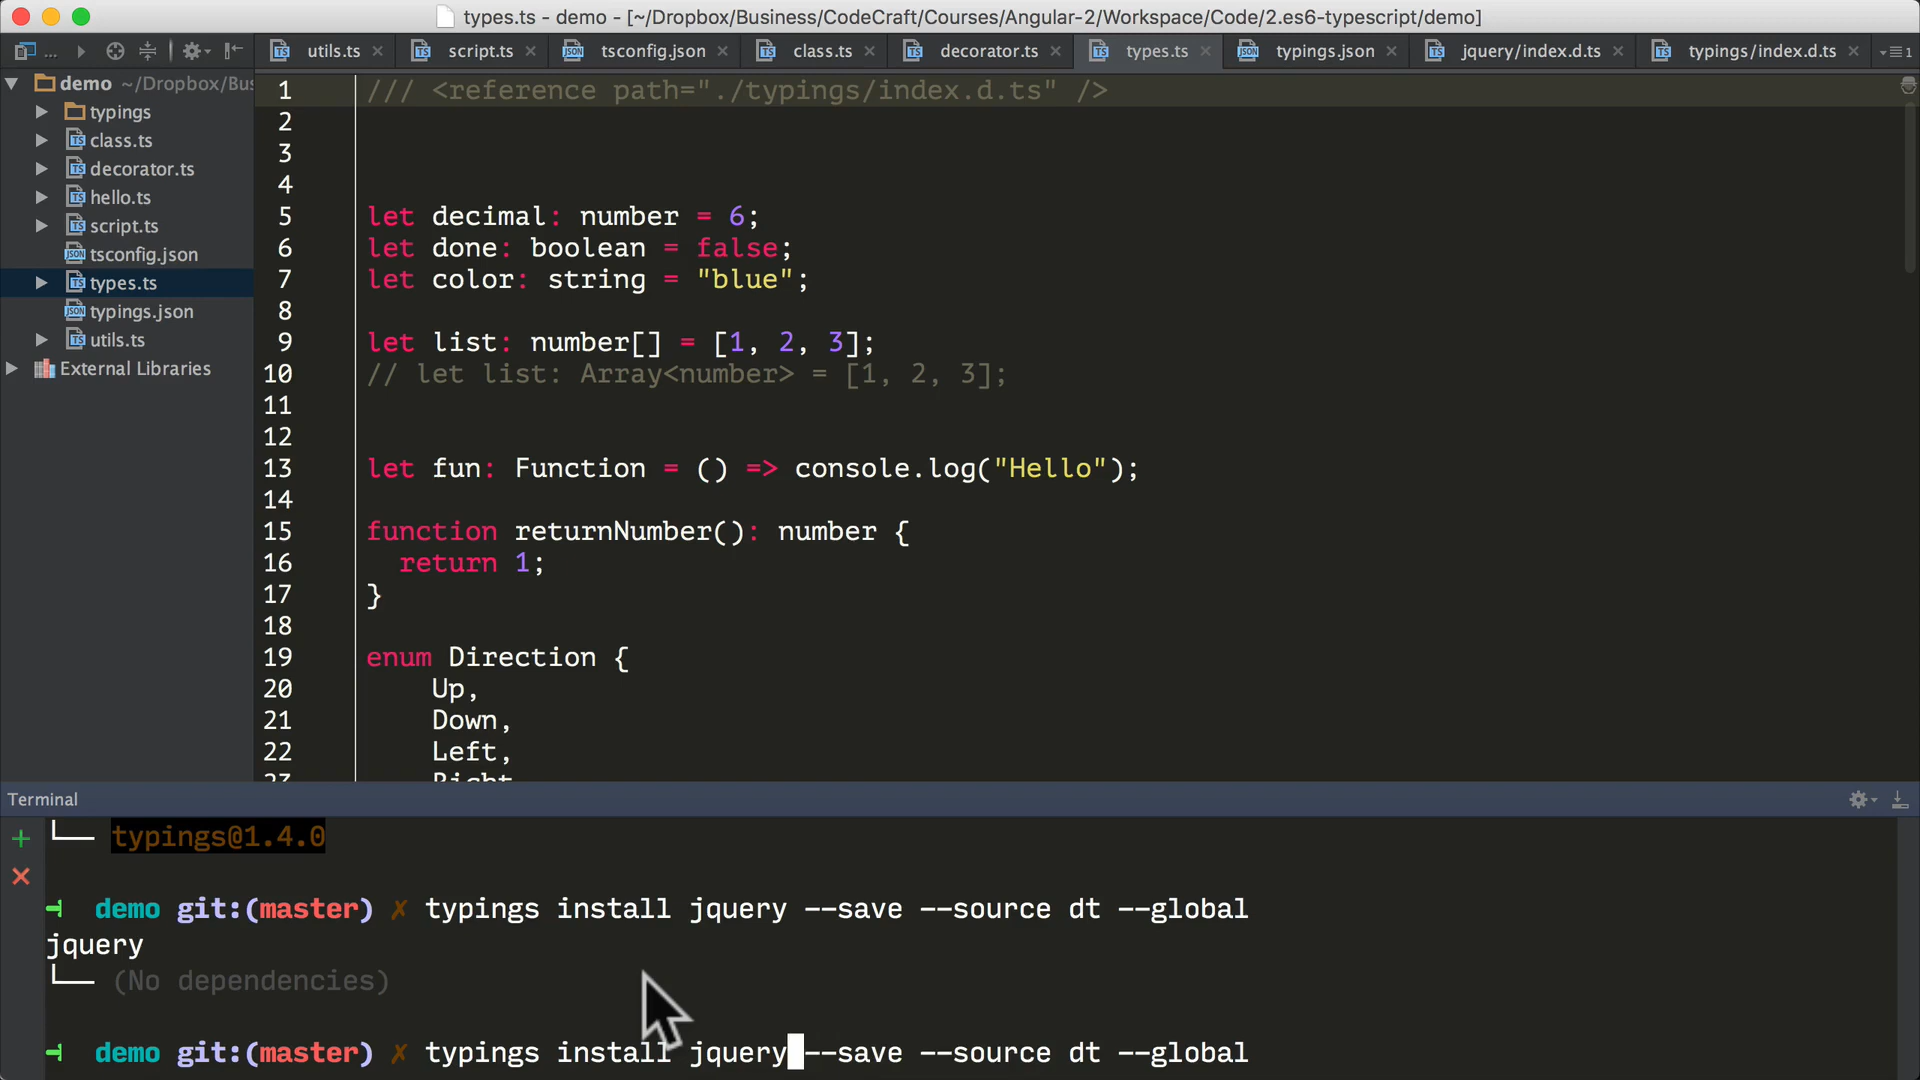 types.ts - demo - [~/Dropbox/Business/CodeCraft/Courses/Angular-2/Workspace/Code/2.es6-typescript/demo]
...
utils.ts
script.ts
tsconfig.json
class.ts
decorator.ts
types.ts
typings.json
jquery/index.d.ts
typings/index.d.ts
1
demo ~/Dropbox/Bus
typings
class.ts
decorator.ts
hello.ts
script.ts
tsconfig.json
types.ts
typings.json
utils.ts
External Libraries
1 /// <reference path="./typings/index.d.ts" />
2
3
4
5 let decimal: number = 6;
6 let done: boolean = false;
7 let color: string = "blue";
8
9 let list: number[] = [1, 2, 3];
10 // let list: Array<number> = [1, 2, 3];
11
12
13 let fun: Function = () => console.log("Hello");
14
15 function returnNumber(): number {
16 return 1;
17 }
18
19 enum Direction {
20 Up,
21 Down,
22 Left,
23 Right
Terminal
└── typings@1.4.0
demo git:(master) ✗ typings install jquery --save --source dt --global
jquery
└── (No dependencies)
demo git:(master) ✗ typings install jquery --save --source dt --global